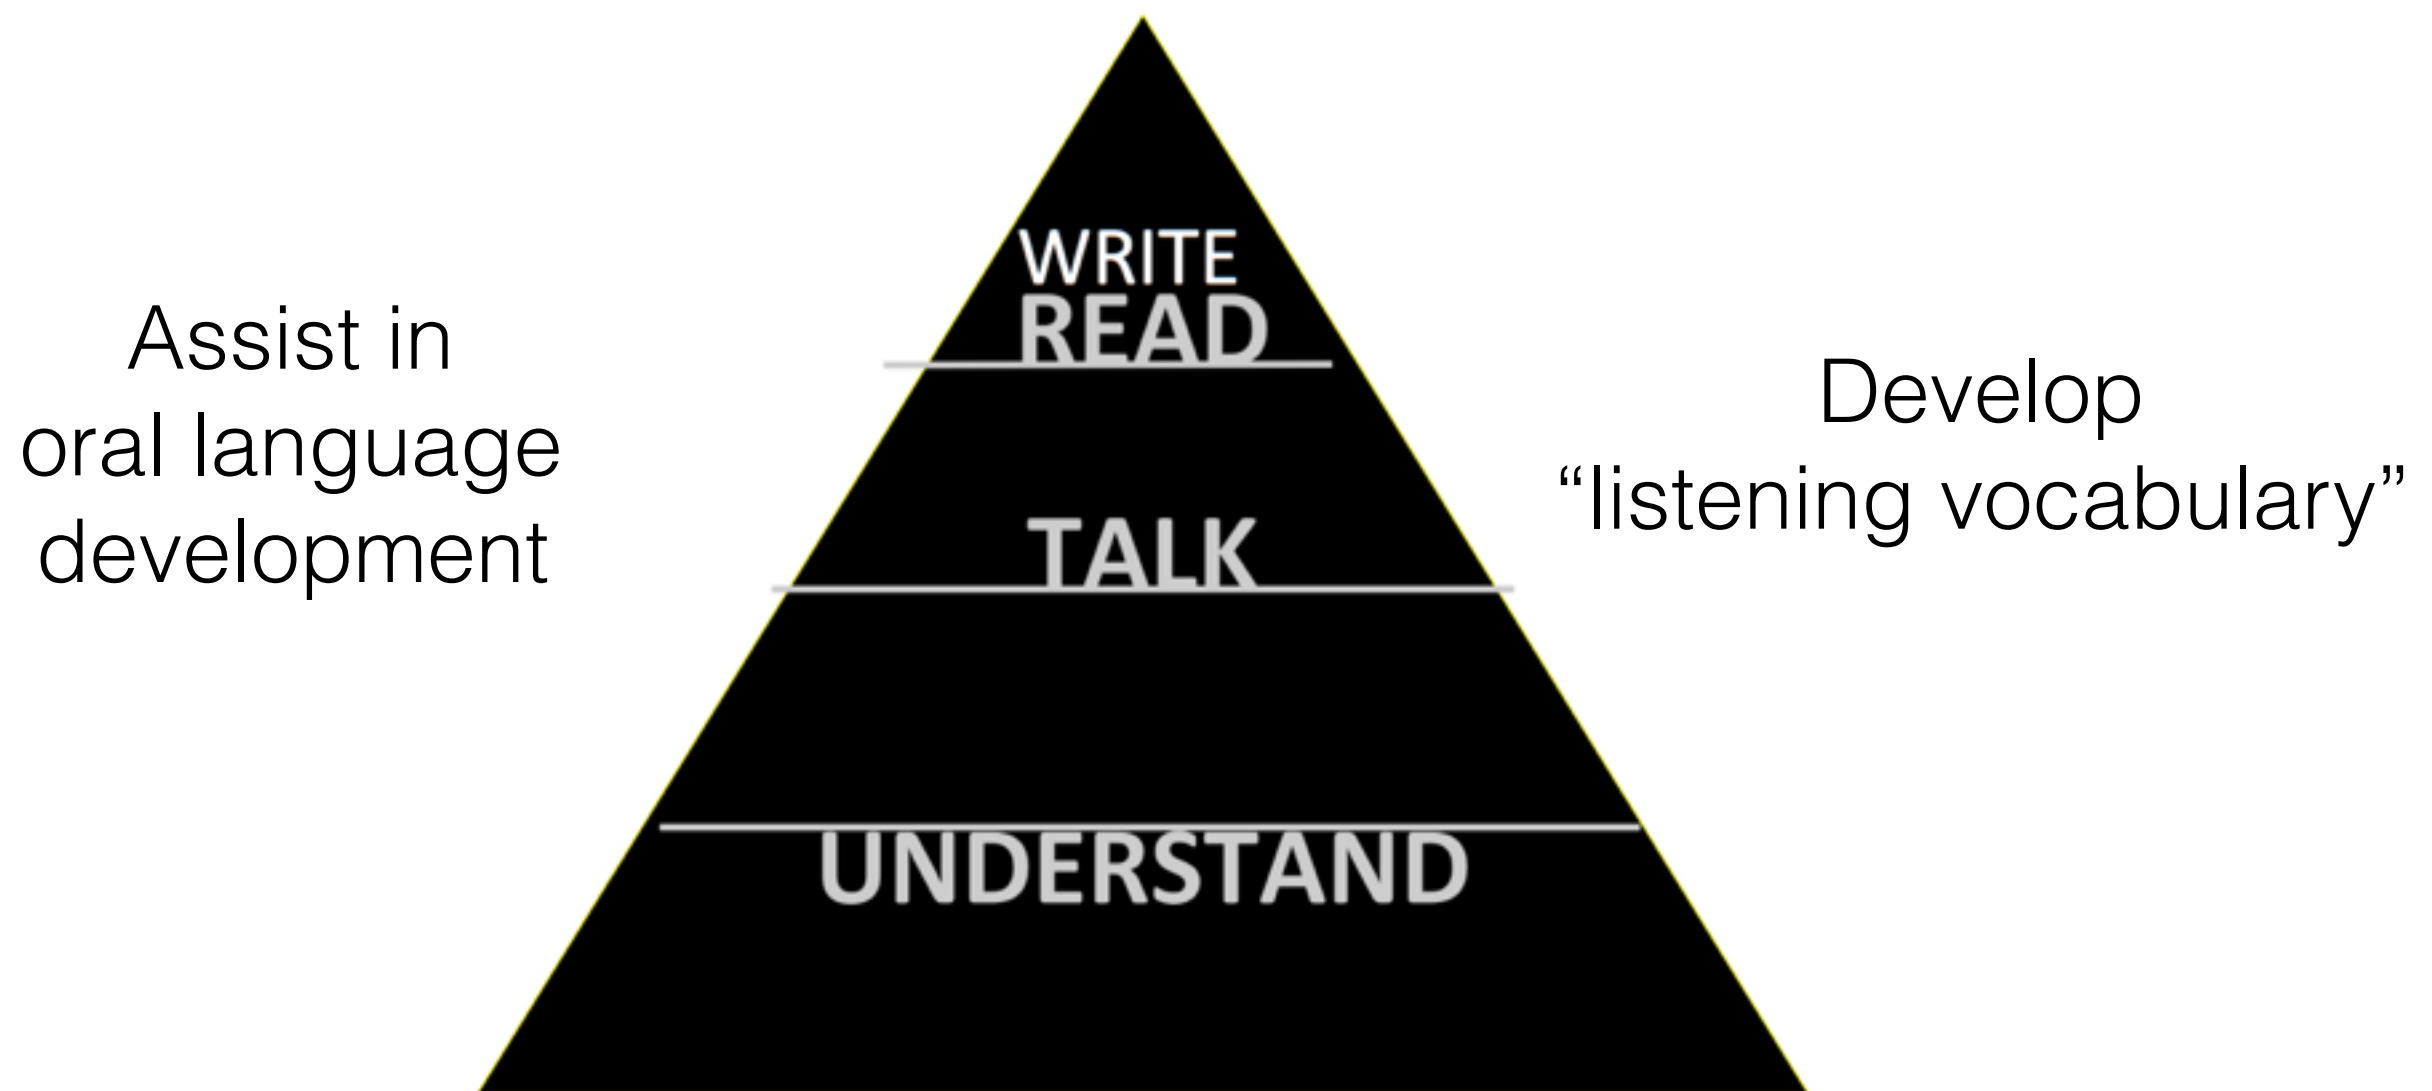 Assist in
oral language
development
WRITE
READ
TALK
UNDERSTAND
Develop
“listening vocabulary”